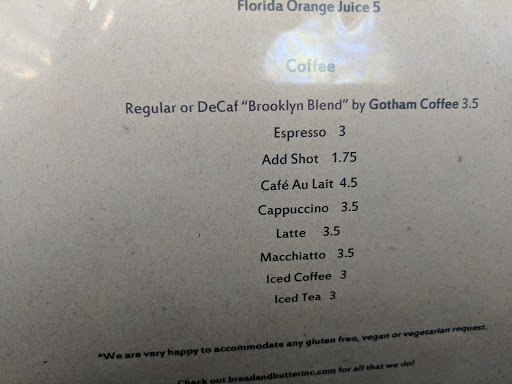 Florida Orange Juice 5
Coffee
Regular or DeCaf "Brooklyn Blend" by Gotham Coffee 3.5
Espresso 3
Add Shot 1.75
Café Au Lait 4.5
Cappuccino 3.5
Latte 3.5
Macchiatto 3.5
Iced Coffee 3
Iced Tea 3
*We are very happy to accommodate any gluten free, vegan or vegetarian request.
Check out breadandbutterinc.com for all that we do!